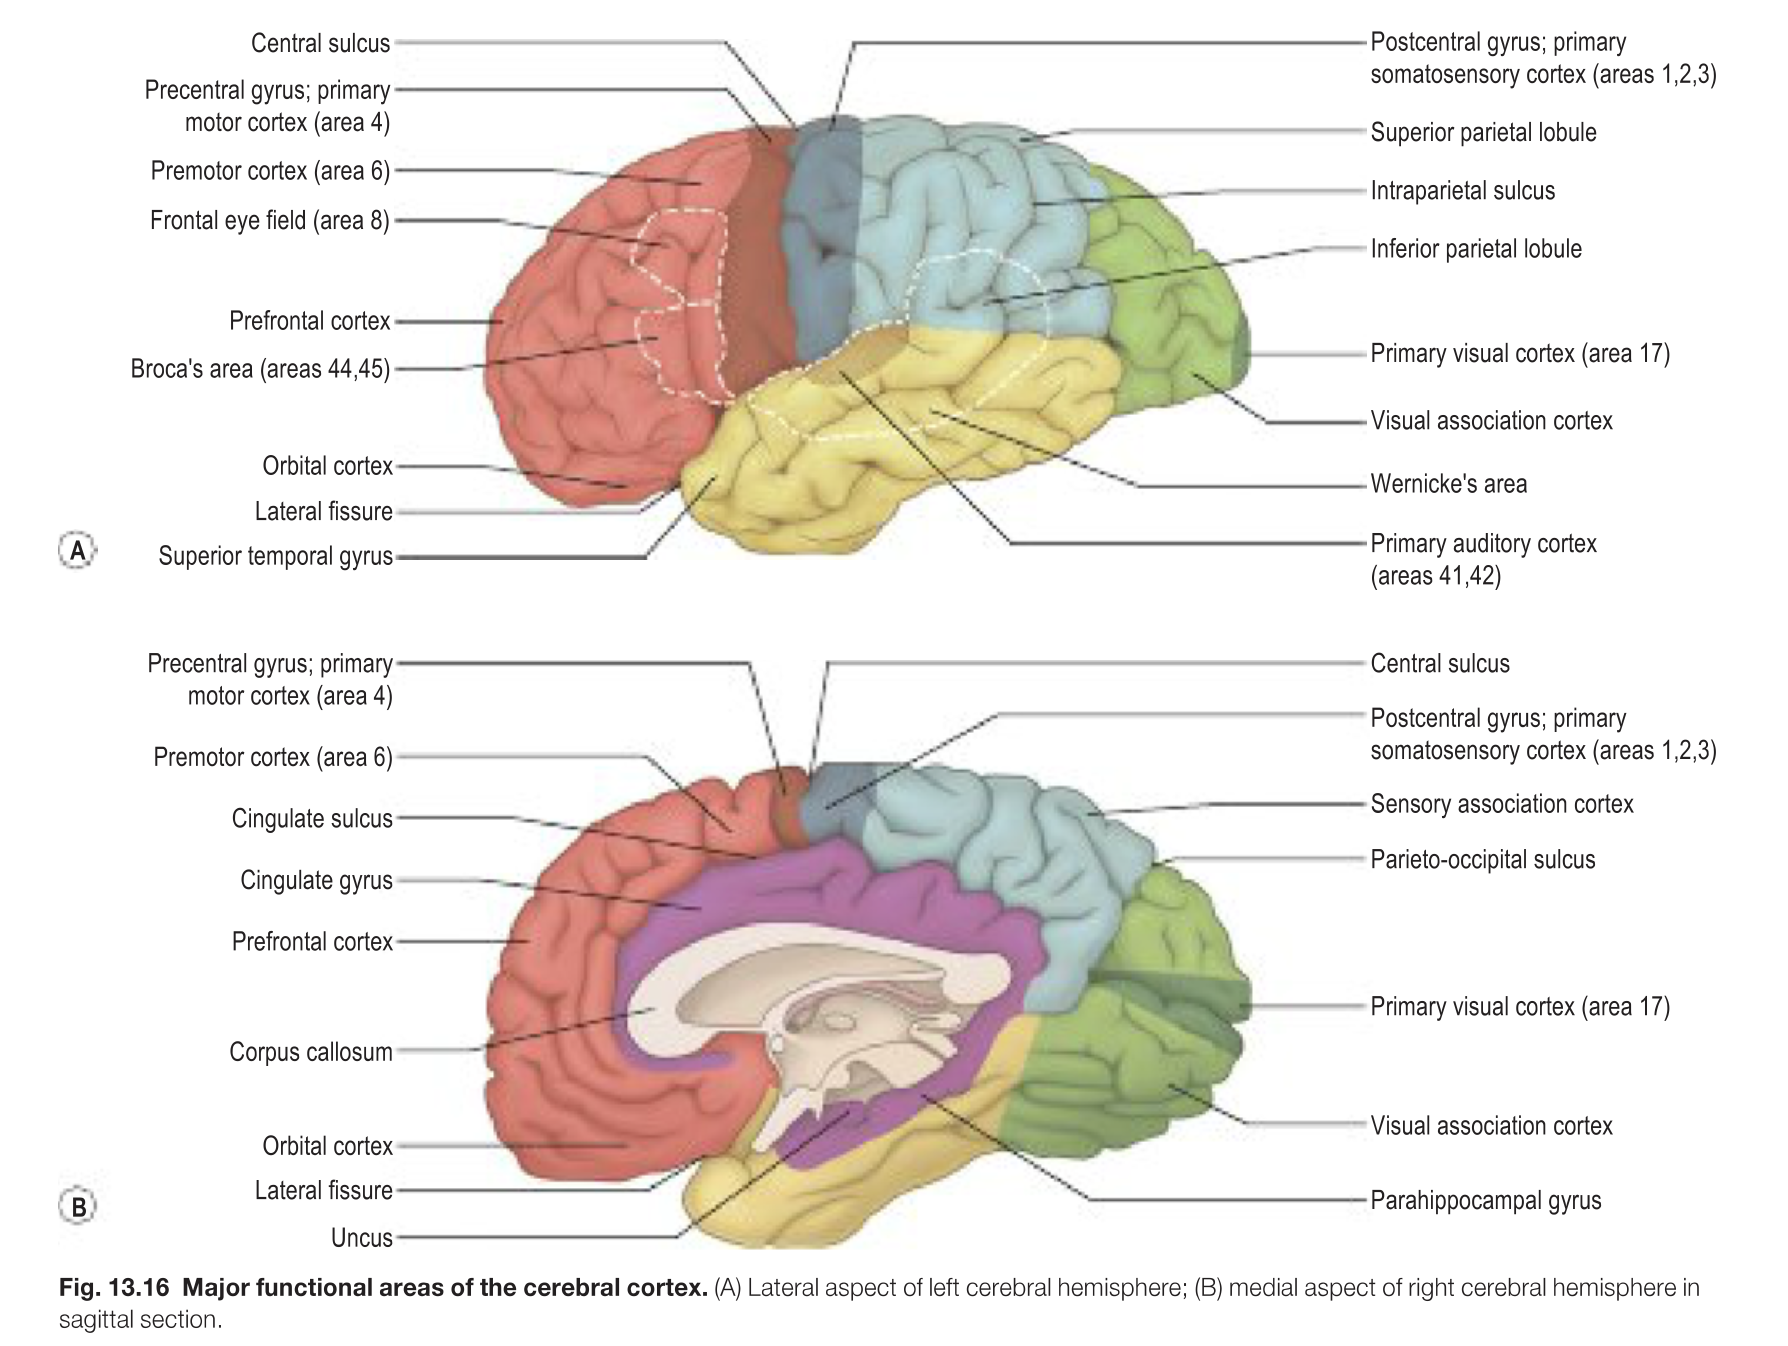 Central sulcus
Precentral gyrus; primary
motor cortex (area 4)
Premotor cortex (area 6)
Frontal eye field (area 8)
Prefrontal cortex
Broca's area (areas 44,45)
Orbital cortex
Lateral fissure
Superior temporal gyrus
A
Postcentral gyrus; primary
somatosensory cortex (areas 1,2,3)
Superior parietal lobule
Intraparietal sulcus
Inferior parietal lobule
Primary visual cortex (area 17)
Visual association cortex
Wernicke's area
Primary auditory cortex
(areas 41,42)
Precentral gyrus; primary
motor cortex (area 4)
Premotor cortex (area 6)
Cingulate sulcus
Cingulate gyrus
Prefrontal cortex
Corpus callosum
Orbital cortex
Lateral fissure
Uncus
B
Central sulcus
Postcentral gyrus; primary
somatosensory cortex (areas 1,2,3)
Sensory association cortex
Parieto-occipital sulcus
Primary visual cortex (area 17)
Visual association cortex
Parahippocampal gyrus
Fig. 13.16 Major functional areas of the cerebral cortex. (A) Lateral aspect of left cerebral hemisphere; (B) medial aspect of right cerebral hemisphere in
sagittal section.